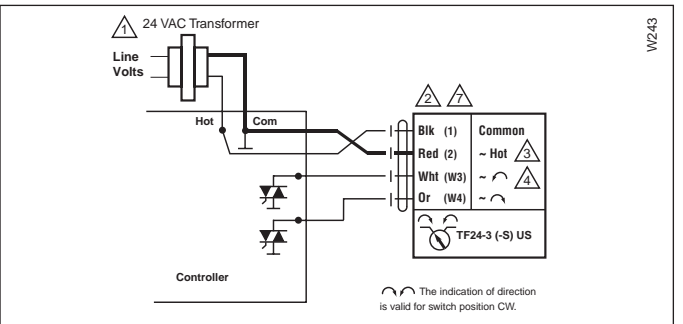 1 24 VAC Transformer
W243
Line
Volts
Hot Com
2 7
Blk (1) Common
Red (2) ~ Hot 3
Wht (W3) ~ 4
Or (W4) ~
TF24-3 (-S) US
Controller
The indication of direction
is valid for switch position CW.